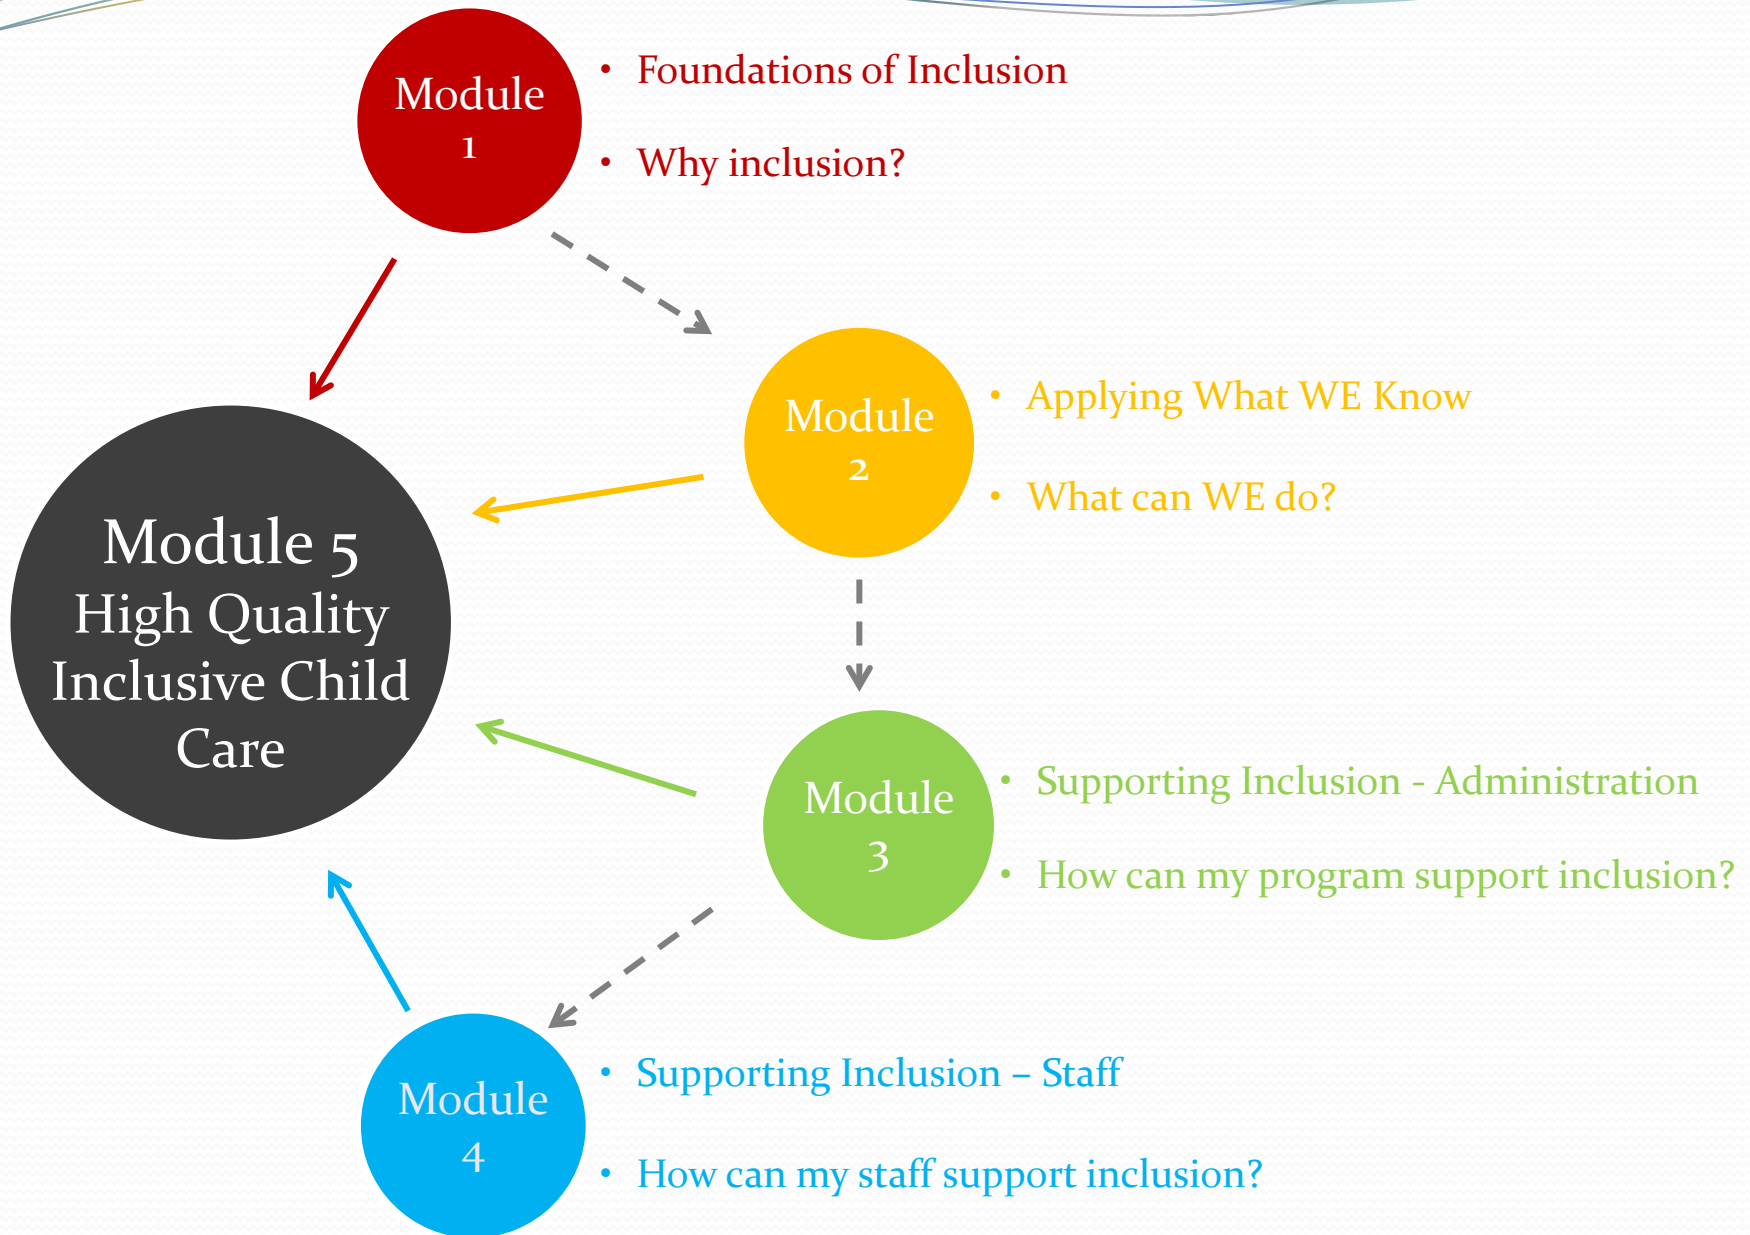 Module
1
• Foundations of Inclusion
• Why inclusion?
Module
2
• Applying What WE Know
• What can WE do?
Module 5
High Quality
Inclusive Child
Care
Module
3
• Supporting Inclusion - Administration
• How can my program support inclusion?
Module
4
• Supporting Inclusion – Staff
• How can my staff support inclusion?